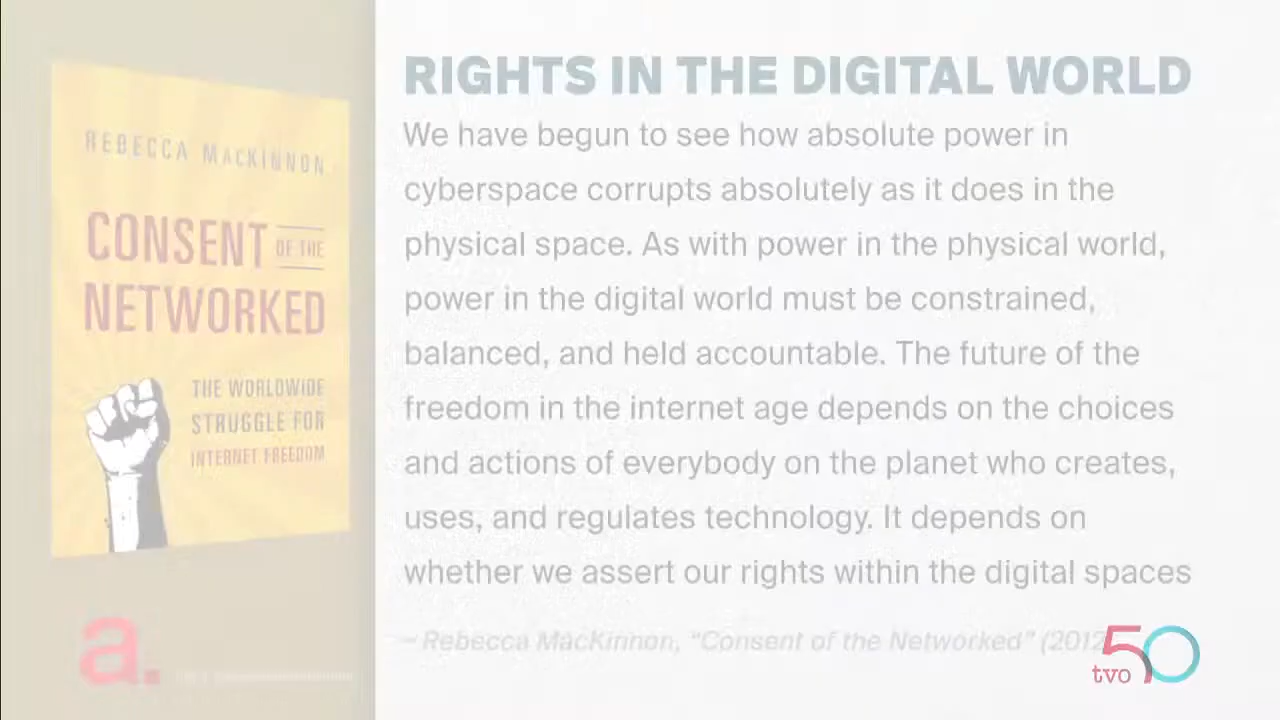 REBECCA MACKINNON
CONSENT OF THE
NETWORKED
THE WORLDWIDE
STRUGGLE FOR
INTERNET FREEDOM
a.
RIGHTS IN THE DIGITAL WORLD
We have begun to see how absolute power in
cyberspace corrupts absolutely as it does in the
physical space. As with power in the physical world,
power in the digital world must be constrained,
balanced, and held accountable. The future of the
freedom in the internet age depends on the choices
and actions of everybody on the planet who creates,
uses, and regulates technology. It depends on
whether we assert our rights within the digital spaces
– Rebecca MacKinnon, “Consent of the Networked” (2012
tvo 50